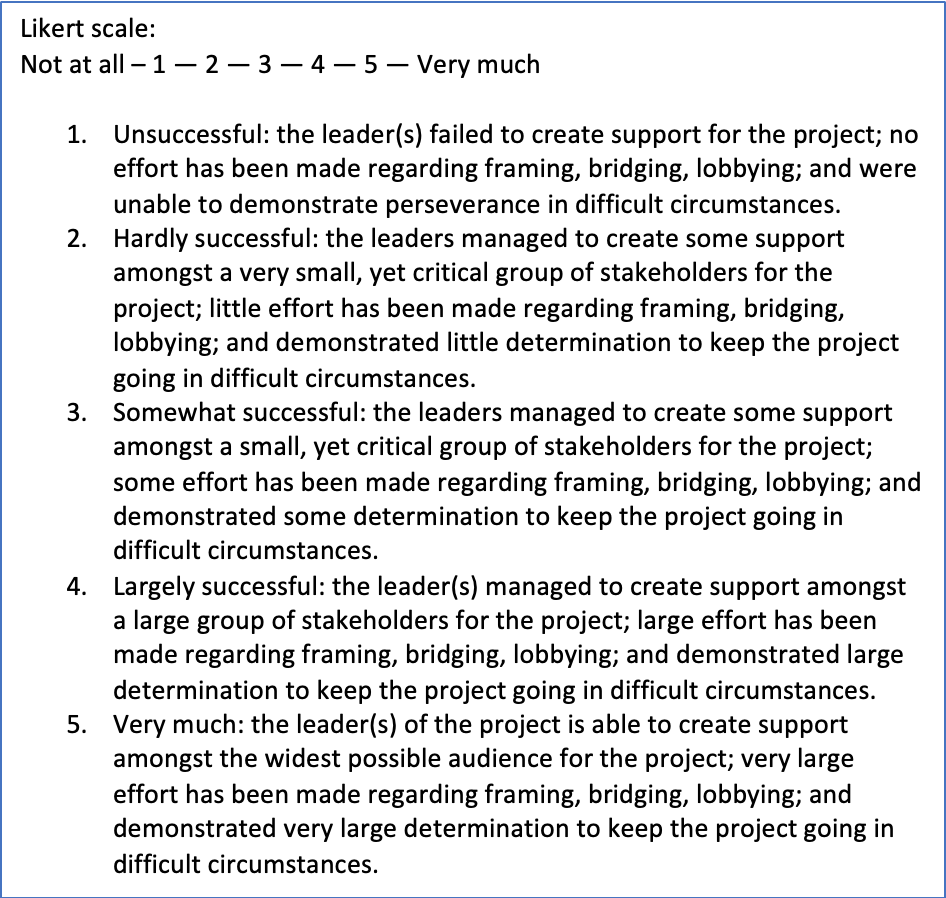 Likert scale:
Not at all – 1 — 2 — 3 — 4 — 5 — Very much
1. Unsuccessful: the leader(s) failed to create support for the project; no
effort has been made regarding framing, bridging, lobbying; and were
unable to demonstrate perseverance in difficult circumstances.
2. Hardly successful: the leaders managed to create some support
amongst a very small, yet critical group of stakeholders for the
project; little effort has been made regarding framing, bridging,
lobbying; and demonstrated little determination to keep the project
going in difficult circumstances.
3. Somewhat successful: the leaders managed to create some support
amongst a small, yet critical group of stakeholders for the project;
some effort has been made regarding framing, bridging, lobbying; and
demonstrated some determination to keep the project going in
difficult circumstances.
4. Largely successful: the leader(s) managed to create support amongst
a large group of stakeholders for the project; large effort has been
made regarding framing, bridging, lobbying; and demonstrated large
determination to keep the project going in difficult circumstances.
5. Very much: the leader(s) of the project is able to create support
amongst the widest possible audience for the project; very large
effort has been made regarding framing, bridging, lobbying; and
demonstrated very large determination to keep the project going in
difficult circumstances.